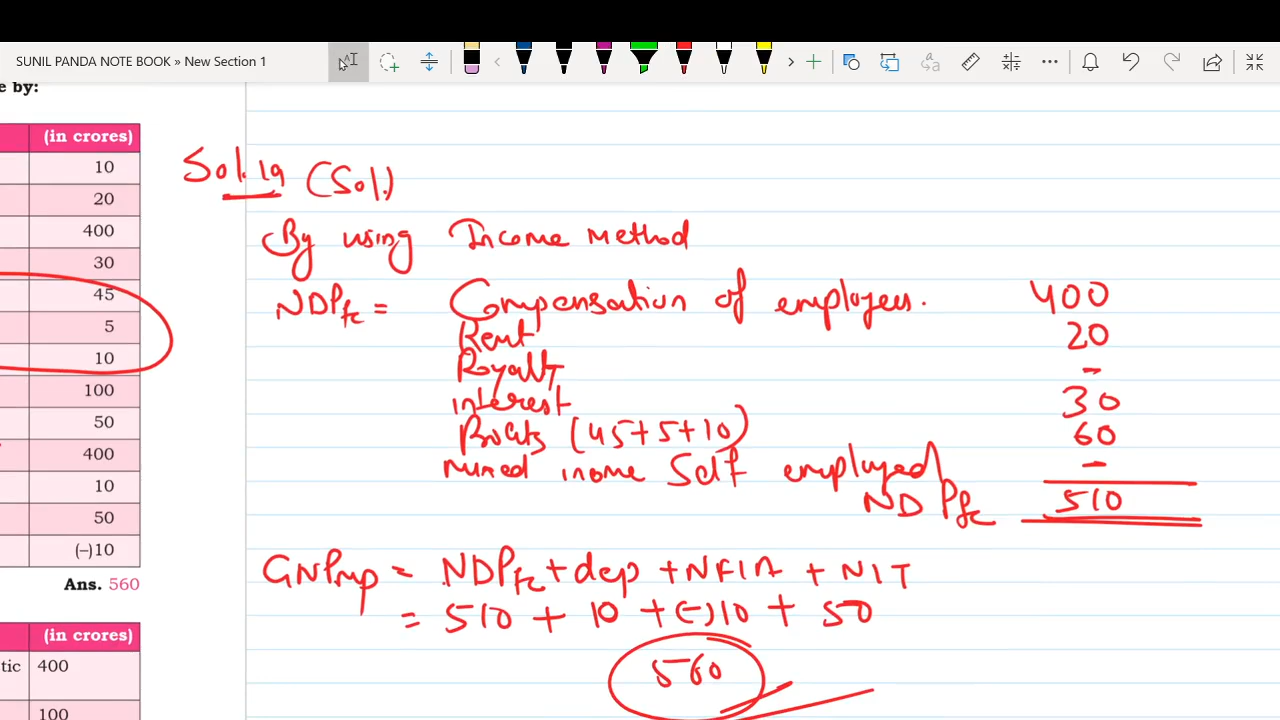 SUNIL PANDA NOTE BOOK » New Section 1
e by:
(in crores)
10
20
400
30
45
5
10
100
50
400
10
50
(–)10
Ans. 560
(in crores)
tic 400
100
Sol.19 (Sol.)
By using Income Method
NDPfc = Compensation of employees. 400
Rent 20
Royalty -
interest 30
Profits (45+5+10) 60
mixed income Self employed -
NDPfc 510
GNPmp = NDPfc + dep + NFIA + NIT
= 510 + 10 + (-)10 + 50
560